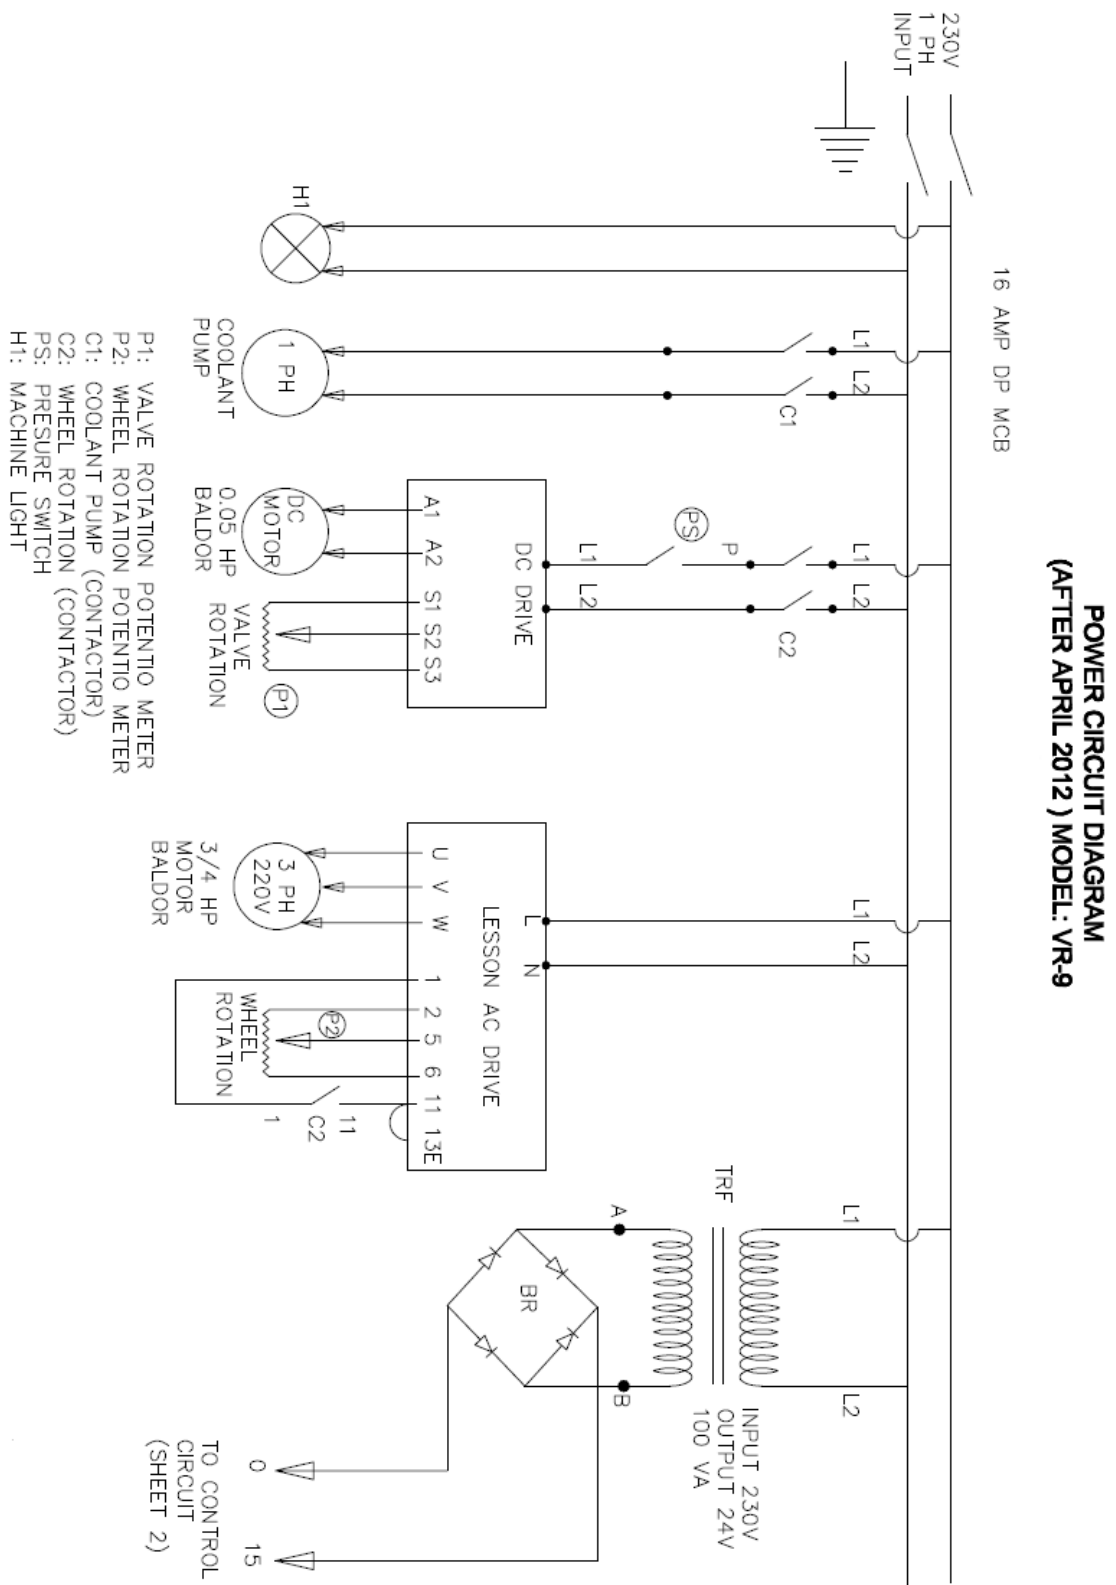 POWER CIRCUIT DIAGRAM
(AFTER APRIL 2012 ) MODEL: VR-9
230V
1 PH
INPUT
16 AMP DP MCB
H1
L1
L2
C1
1 PH
COOLANT
PUMP
L1
L2
C2
P
PS
L1
L2
DC DRIVE
A1
A2
S1
S2
S3
DC
MOTOR
0.05 HP
BALDOR
VALVE
ROTATION
P1
L1
L2
L
N
LESSON AC DRIVE
U
V
W
1
2
5
6
11
13E
3 PH
220V
3/4 HP
MOTOR
BALDOR
P2
WHEEL
ROTATION
11
C2
1
L1
L2
TRF
INPUT 230V
OUTPUT 24V
100 VA
A
B
BR
0
15
TO CONTROL
CIRCUIT
(SHEET 2)
P1: VALVE ROTATION POTENTIO METER
P2: WHEEL ROTATION POTENTIO METER
C1: COOLANT PUMP (CONTACTOR)
C2: WHEEL ROTATION (CONTACTOR)
PS: PRESURE SWITCH
H1: MACHINE LIGHT